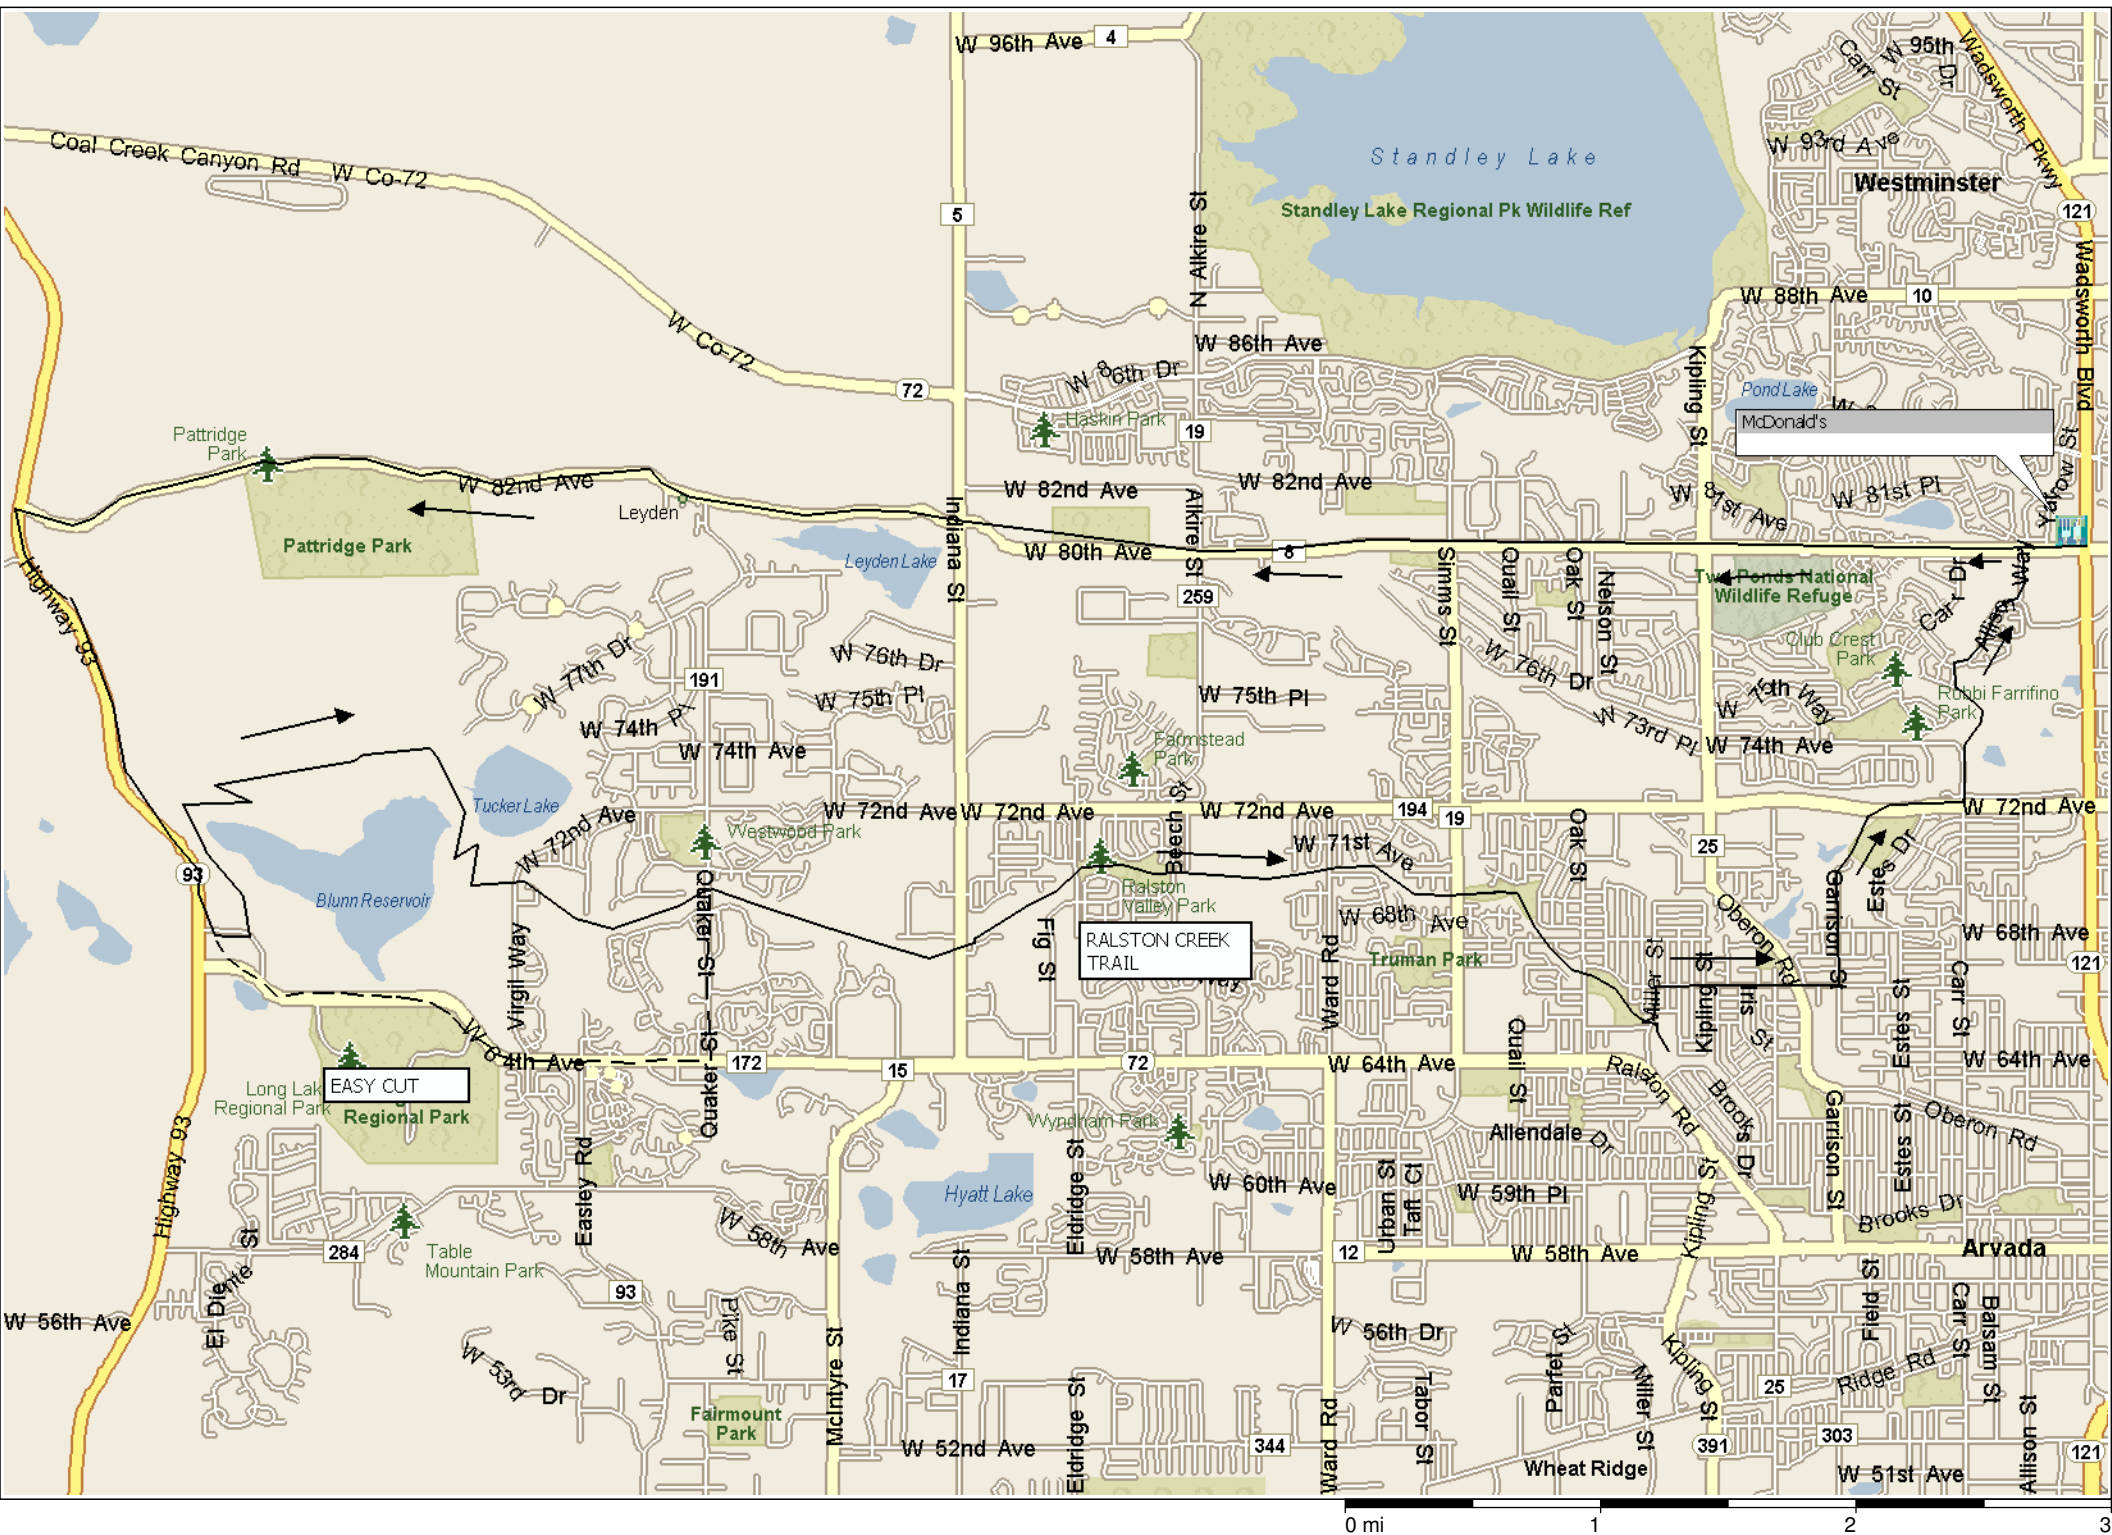 W 96th Ave
4
W 95th Dr
Carr St
Wadsworth Pkwy
Coal Creek Canyon Rd
W Co-72
Standley Lake
W 93rd Ave
Westminster
Standley Lake Regional Pk Wildlife Ref
5
121
N Alkire St
Wadsworth Blvd
W 88th Ave
10
W Co-72
W 86th Ave
Kipling St
W 86th Dr
72
Pond Lake
Haskin Park
19
McDonald's
Pattridge
Park
Yarrow St
W 82nd Ave
Leyden
W 82nd Ave
W 82nd Ave
W 81st Ave
W 81st Pl
Indiana St
Alkire St
Pattridge Park
Leyden Lake
W 80th Ave
8
Simms St
Quail St
Oak St
Nelson St
Two Ponds National
Wildlife Refuge
Carr Dr
Allison Way
Highway 93
259
Club Crest
Park
W 77th Dr
W 76th Dr
W 76th Dr
191
W 75th Pl
W 75th Pl
W 75th Way
Robbi Farrifino
Park
W 74th Pl
W 74th Ave
W 73rd Pl
W 74th Ave
Farmstead
Park
Tucker Lake
W 72nd Ave
W 72nd Ave
W 72nd Ave
Beech St
W 72nd Ave
194
19
W 72nd Ave
Westwood Park
W 71st Ave
Oak St
25
Estes Dr
93
Blunn Reservoir
Quaker St
Ralston
Valley Park
W 68th Ave
Garrison St
Oberon Rd
W 68th Ave
Virgil Way
Fig St
RALSTON CREEK
TRAIL
Way
Ward Rd
Truman Park
Miller St
Kipling St
Iris St
Estes St
Carr St
121
W 64th Ave
Quaker St
172
15
72
W 64th Ave
Quail St
Ralston Rd
W 64th Ave
EASY CUT
Long Lak
Regional Park
Regional Park
Wyndham Park
Allendale Dr
Brooks Dr
Garrison St
Estes St
Oberon Rd
Highway 93
Easley Rd
Hyatt Lake
Eldridge St
W 60th Ave
Urban St
Taft Ct
W 59th Pl
Kipling St
Brooks Dr
El Diente St
284
Table
Mountain Park
W 58th Ave
W 58th Ave
12
W 58th Ave
Arvada
93
W 56th Ave
Pike St
McIntyre St
Indiana St
W 56th Dr
Parfet St
Miller St
Kipling St
Field St
Carr St
Balsam St
W 53rd Dr
17
Eldridge St
Tabor St
25
Ridge Rd
Fairmount
Park
W 52nd Ave
344
Ward Rd
Wheat Ridge
391
303
W 51st Ave
Allison St
121
0 mi
1
2
3